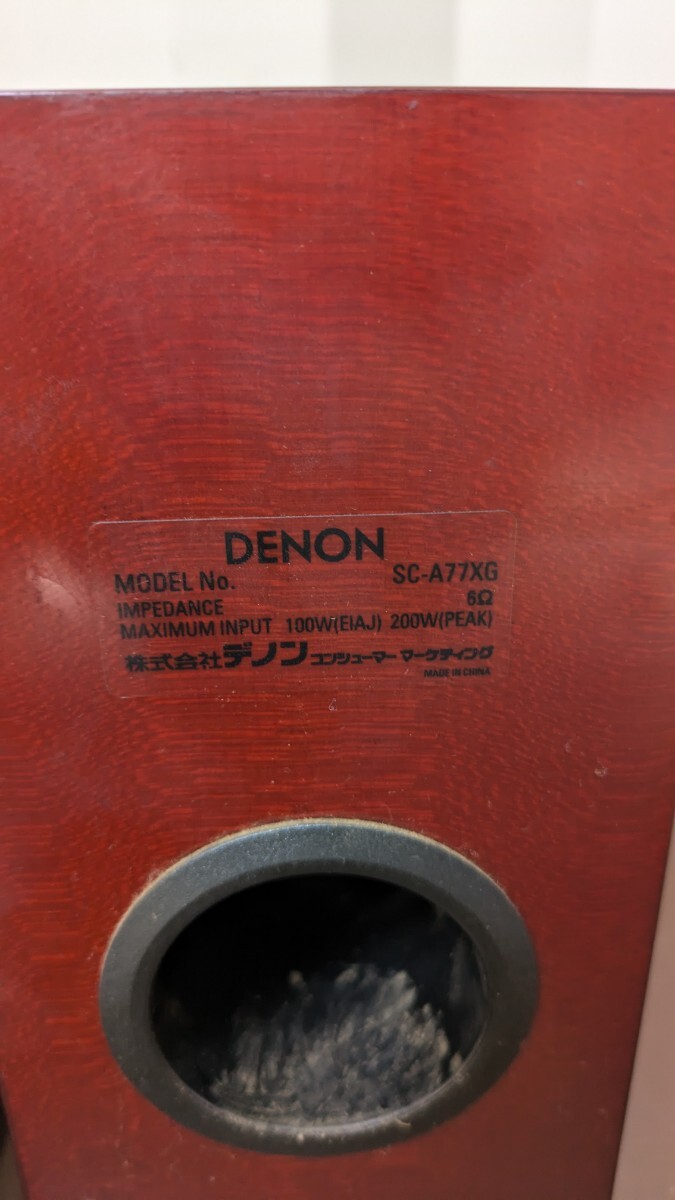 DENON
MODEL No. SC-A77XG
IMPEDANCE 6Ω
MAXIMUM INPUT 100W(EIAJ) 200W(PEAK)
株式会社デノン コンシューマー マーケティング
MADE IN CHINA